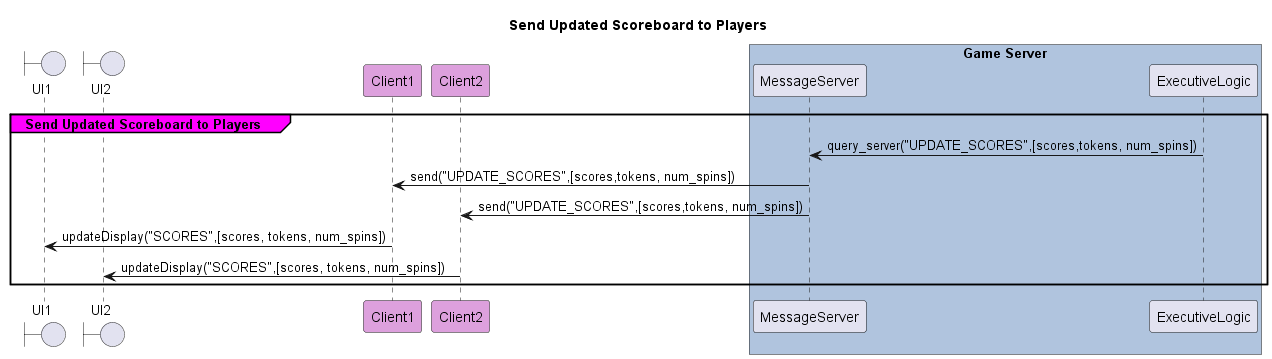 Send Updated Scoreboard to Players
Game Server
UI1 UI2 Client1 Client2 MessageServer ExecutiveLogic
Send Updated Scoreboard to Players
query_server("UPDATE_SCORES",[scores,tokens, num_spins])
send("UPDATE_SCORES",[scores,tokens, num_spins])
send("UPDATE_SCORES",[scores,tokens, num_spins])
updateDisplay("SCORES",[scores, tokens, num_spins])
updateDisplay("SCORES",[scores, tokens, num_spins])
UI1 UI2 Client1 Client2 MessageServer ExecutiveLogic